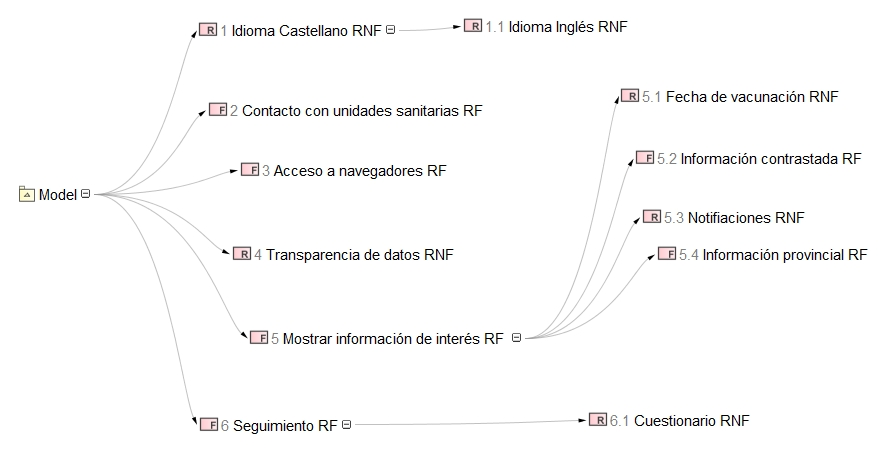 Model
R 1 Idioma Castellano RNF
R 1.1 Idioma Inglés RNF
F 2 Contacto con unidades sanitarias RF
F 3 Acceso a navegadores RF
R 4 Transparencia de datos RNF
F 5 Mostrar información de interés RF
R 5.1 Fecha de vacunación RNF
F 5.2 Información contrastada RF
R 5.3 Notifiaciones RNF
F 5.4 Información provincial RF
F 6 Seguimiento RF
R 6.1 Cuestionario RNF